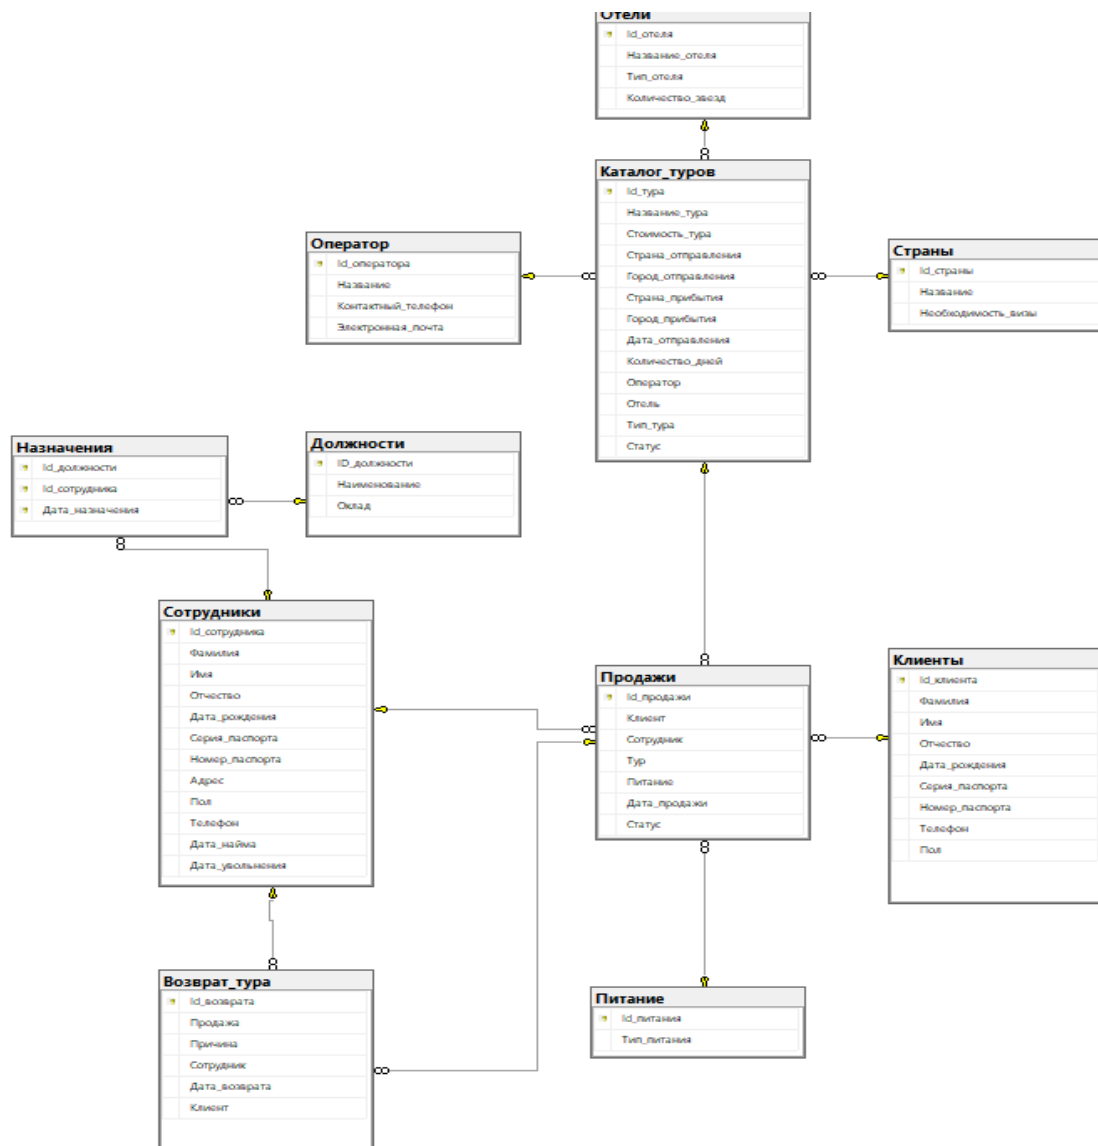 Отели
Id_отеля
Название_отеля
Тип_отеля
Количество_звезд
Каталог_туров
Id_тура
Название_тура
Стоимость_тура
Страна_отправления
Город_отправления
Страна_прибытия
Город_прибытия
Дата_отправления
Количество_дней
Оператор
Отель
Тип_тура
Статус
Оператор
Id_оператора
Название
Контактный_телефон
Электронная_почта
Страны
Id_страны
Название
Необходимость_визы
Назначения
Id_должности
Id_сотрудника
Дата_назначения
Должности
ID_должности
Наименование
Оклад
Сотрудники
Id_сотрудника
Фамилия
Имя
Отчество
Дата_рождения
Серия_паспорта
Номер_паспорта
Адрес
Пол
Телефон
Дата_найма
Дата_увольнения
Продажи
Id_продажи
Клиент
Сотрудник
Тур
Питание
Дата_продажи
Статус
Клиенты
Id_клиента
Фамилия
Имя
Отчество
Дата_рождения
Серия_паспорта
Номер_паспорта
Телефон
Пол
Возврат_тура
Id_возврата
Продажа
Причина
Сотрудник
Дата_возврата
Клиент
Питание
Id_питания
Тип_питания